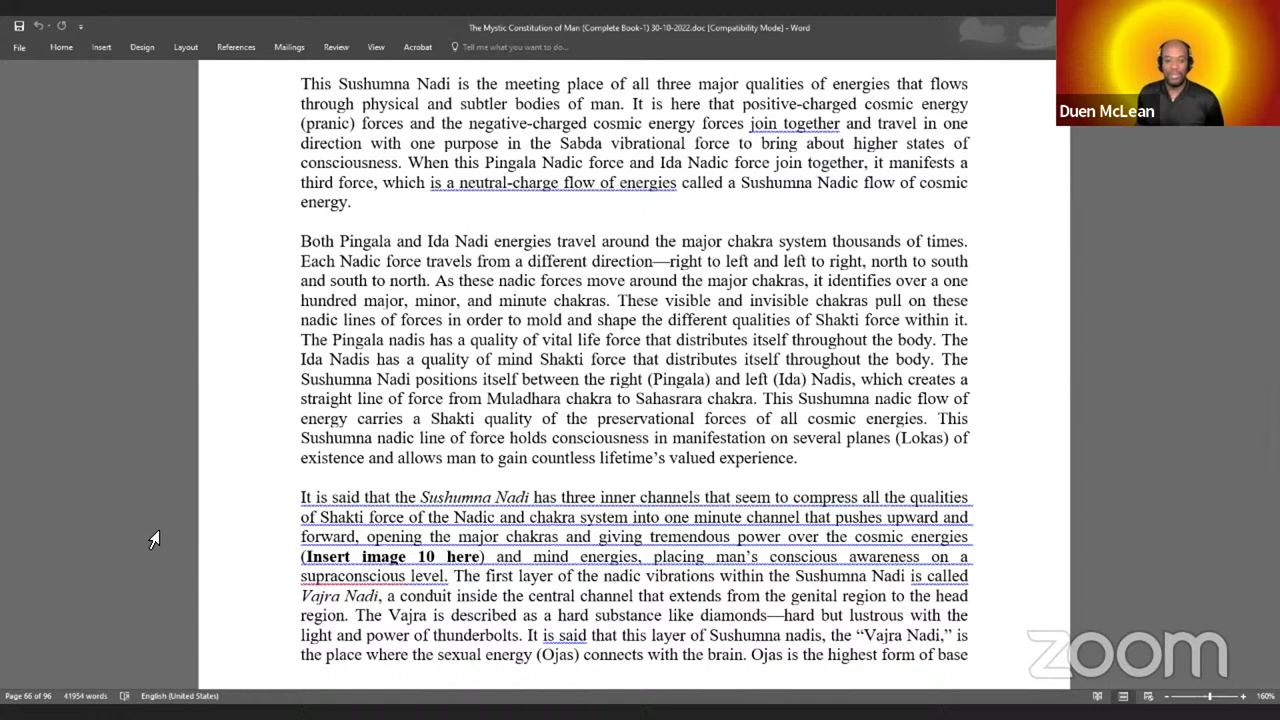 The Mystic Constitution of Man (Complete Book-1) 30-10-2022.doc [Compatibility Mode] - Word
File Home Insert Design Layout References Mailings Review View Acrobat Tell me what you want to do...
Duen McLean
This Sushumna Nadi is the meeting place of all three major qualities of energies that flows
through physical and subtler bodies of man. It is here that positive-charged cosmic energy
(pranic) forces and the negative-charged cosmic energy forces join together and travel in one
direction with one purpose in the Sabda vibrational force to bring about higher states of
consciousness. When this Pingala Nadic force and Ida Nadic force join together, it manifests a
third force, which is a neutral-charge flow of energies called a Sushumna Nadic flow of cosmic
energy.
Both Pingala and Ida Nadi energies travel around the major chakra system thousands of times.
Each Nadic force travels from a different direction—right to left and left to right, north to south
and south to north. As these nadic forces move around the major chakras, it identifies over a one
hundred major, minor, and minute chakras. These visible and invisible chakras pull on these
nadic lines of forces in order to mold and shape the different qualities of Shakti force within it.
The Pingala nadis has a quality of vital life force that distributes itself throughout the body. The
Ida Nadis has a quality of mind Shakti force that distributes itself throughout the body. The
Sushumna Nadi positions itself between the right (Pingala) and left (Ida) Nadis, which creates a
straight line of force from Muladhara chakra to Sahasrara chakra. This Sushumna nadic flow of
energy carries a Shakti quality of the preservational forces of all cosmic energies. This
Sushumna nadic line of force holds consciousness in manifestation on several planes (Lokas) of
existence and allows man to gain countless lifetime's valued experience.
It is said that the Sushumna Nadi has three inner channels that seem to compress all the qualities
of Shakti force of the Nadic and chakra system into one minute channel that pushes upward and
forward, opening the major chakras and giving tremendous power over the cosmic energies
(Insert image 10 here) and mind energies, placing man's conscious awareness on a
supraconscious level. The first layer of the nadic vibrations within the Sushumna Nadi is called
Vajra Nadi, a conduit inside the central channel that extends from the genital region to the head
region. The Vajra is described as a hard substance like diamonds—hard but lustrous with the
light and power of thunderbolts. It is said that this layer of Sushumna nadis, the “Vajra Nadi,” is
the place where the sexual energy (Ojas) connects with the brain. Ojas is the highest form of base
zoom
Page 66 of 96 41954 words English (United States) 160%